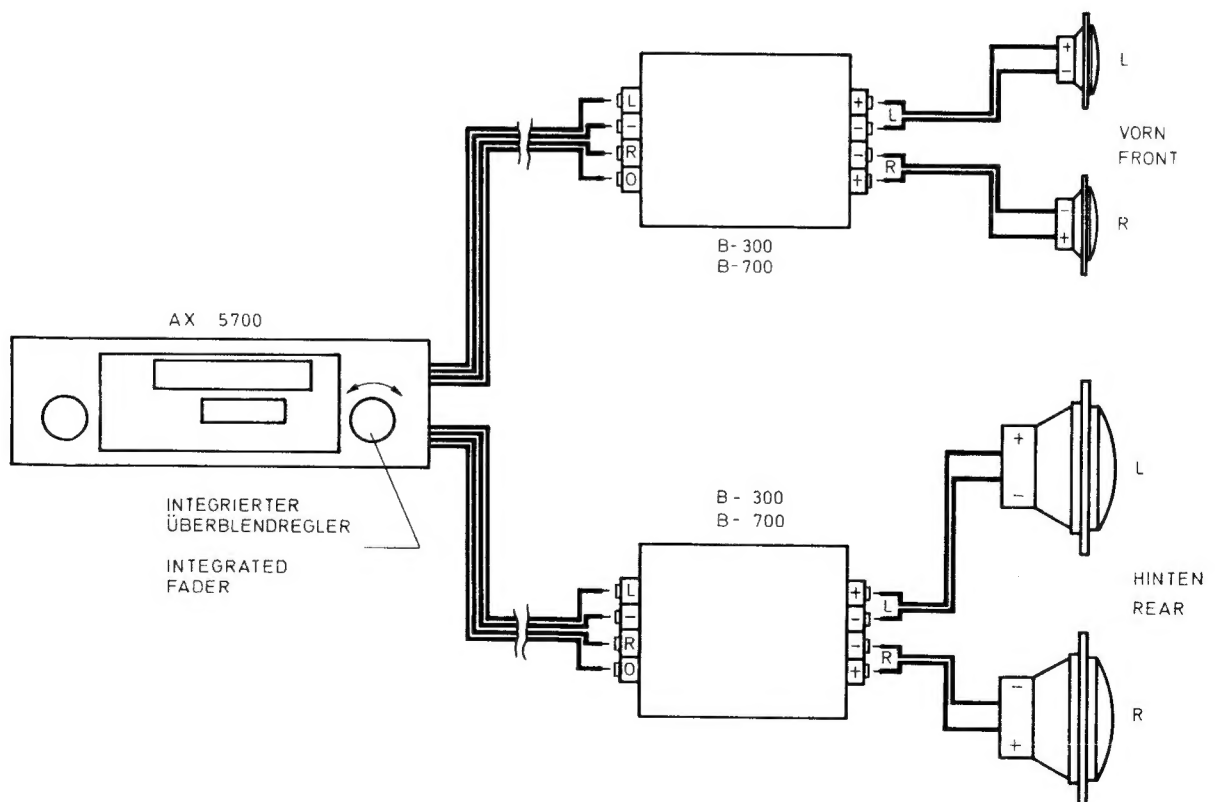 L
-
R
O
+
-
-
+
L
R
+
-
L
VORN
FRONT
-
+
R
B-300
B-700
AX 5700
INTEGRIERTER
ÜBERBLENDREGLER
INTEGRATED
FADER
B- 300
B- 700
L
-
R
O
+
-
-
+
L
R
+
-
L
HINTEN
REAR
-
+
R